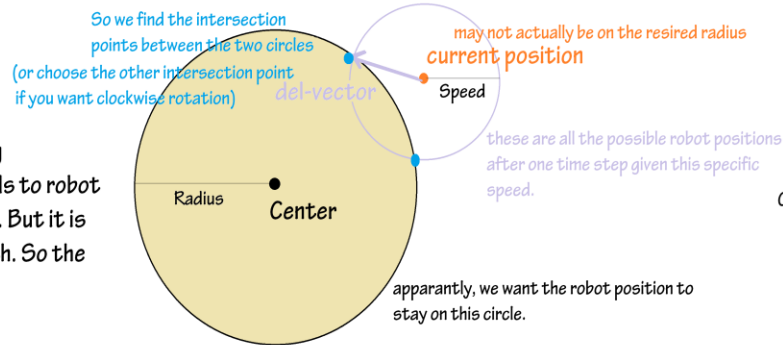 So we find the intersection
points between the two circles
(or choose the other intersection point
if you want clockwise rotation)
may not actually be on the resired radius
current position
del-vector
Speed
these are all the possible robot positions
after one time step given this specific
speed.
ls to robot
. But it is
h. So the
Radius
Center
apparantly, we want the robot position to
stay on this circle.